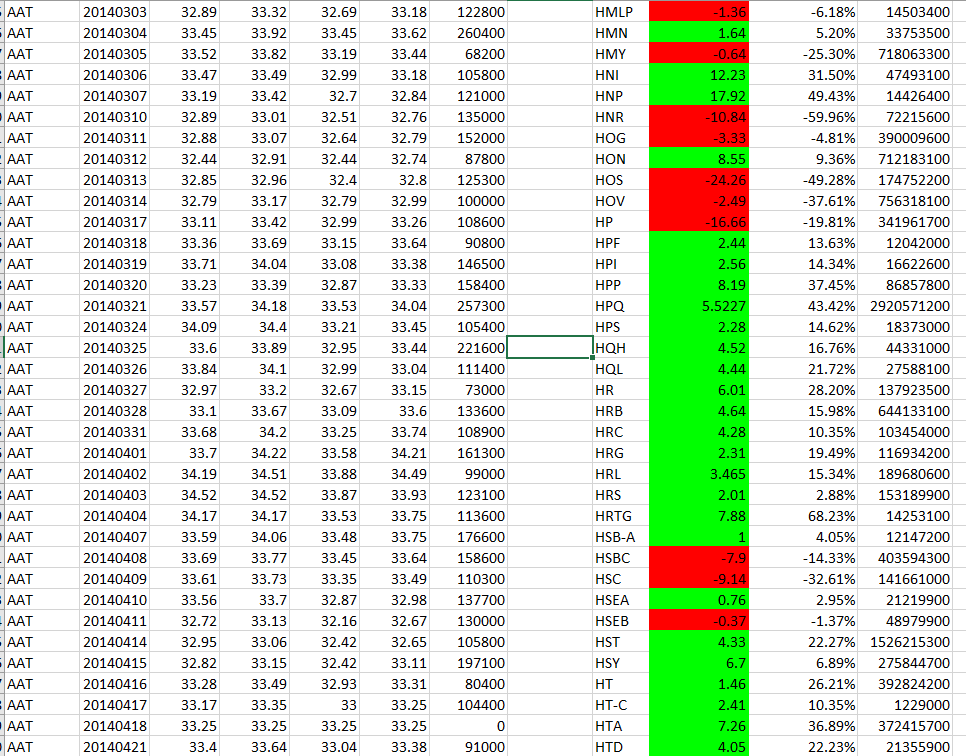 AAT 20140303 32.89 33.32 32.69 33.18 122800 HMLP -1.36 -6.18% 14503400
AAT 20140304 33.45 33.92 33.45 33.62 260400 HMN 1.64 5.20% 33753500
AAT 20140305 33.52 33.82 33.19 33.44 68200 HMY -0.64 -25.30% 718063300
AAT 20140306 33.47 33.49 32.99 33.18 105800 HNI 12.23 31.50% 47493100
AAT 20140307 33.19 33.42 32.7 32.84 121000 HNP 17.92 49.43% 14426400
AAT 20140310 32.89 33.01 32.51 32.76 135000 HNR -10.84 -59.96% 72215600
AAT 20140311 32.88 33.07 32.64 32.79 152000 HOG -3.33 -4.81% 390009600
AAT 20140312 32.44 32.91 32.44 32.74 87800 HON 8.55 9.36% 712183100
AAT 20140313 32.85 32.96 32.4 32.8 125300 HOS -24.26 -49.28% 174752200
AAT 20140314 32.79 33.17 32.79 32.99 100000 HOV -2.49 -37.61% 756318100
AAT 20140317 33.11 33.42 32.99 33.26 108600 HP -16.66 -19.81% 341961700
AAT 20140318 33.36 33.69 33.15 33.64 90800 HPF 2.44 13.63% 12042000
AAT 20140319 33.71 34.04 33.08 33.38 146500 HPI 2.56 14.34% 16622600
AAT 20140320 33.23 33.39 32.87 33.33 158400 HPP 8.19 37.45% 86857800
AAT 20140321 33.57 34.18 33.53 34.04 257300 HPQ 5.5227 43.42% 2920571200
AAT 20140324 34.09 34.4 33.21 33.45 105400 HPS 2.28 14.62% 18373000
AAT 20140325 33.6 33.89 32.95 33.44 221600 HQH 4.52 16.76% 44331000
AAT 20140326 33.84 34.1 32.99 33.04 111400 HQL 4.44 21.72% 27588100
AAT 20140327 32.97 33.2 32.67 33.15 73000 HR 6.01 28.20% 137923500
AAT 20140328 33.1 33.67 33.09 33.6 133600 HRB 4.64 15.98% 644133100
AAT 20140331 33.68 34.2 33.25 33.74 108900 HRC 4.28 10.35% 103454000
AAT 20140401 33.7 34.22 33.58 34.21 161300 HRG 2.31 19.49% 116934200
AAT 20140402 34.19 34.51 33.88 34.49 99000 HRL 3.465 15.34% 189680600
AAT 20140403 34.52 34.52 33.87 33.93 123100 HRS 2.01 2.88% 153189900
AAT 20140404 34.17 34.17 33.53 33.75 113600 HRTG 7.88 68.23% 14253100
AAT 20140407 33.59 34.06 33.48 33.75 176600 HSB-A 1 4.05% 12147200
AAT 20140408 33.69 33.77 33.45 33.64 158600 HSBC -7.9 -14.33% 403594300
AAT 20140409 33.61 33.73 33.35 33.49 110300 HSC -9.14 -32.61% 141661000
AAT 20140410 33.56 33.7 32.87 32.98 137700 HSEA 0.76 2.95% 21219900
AAT 20140411 32.72 33.13 32.16 32.67 130000 HSEB -0.37 -1.37% 48979900
AAT 20140414 32.95 33.06 32.42 32.65 105800 HST 4.33 22.27% 1526215300
AAT 20140415 32.82 33.15 32.42 33.11 197100 HSY 6.7 6.89% 275844700
AAT 20140416 33.28 33.49 32.93 33.31 80400 HT 1.46 26.21% 392824200
AAT 20140417 33.17 33.35 33 33.25 104400 HT-C 2.41 10.35% 1229000
AAT 20140418 33.25 33.25 33.25 33.25 0 HTA 7.26 36.89% 372415700
AAT 20140421 33.4 33.64 33.04 33.38 91000 HTD 4.05 22.23% 21355900